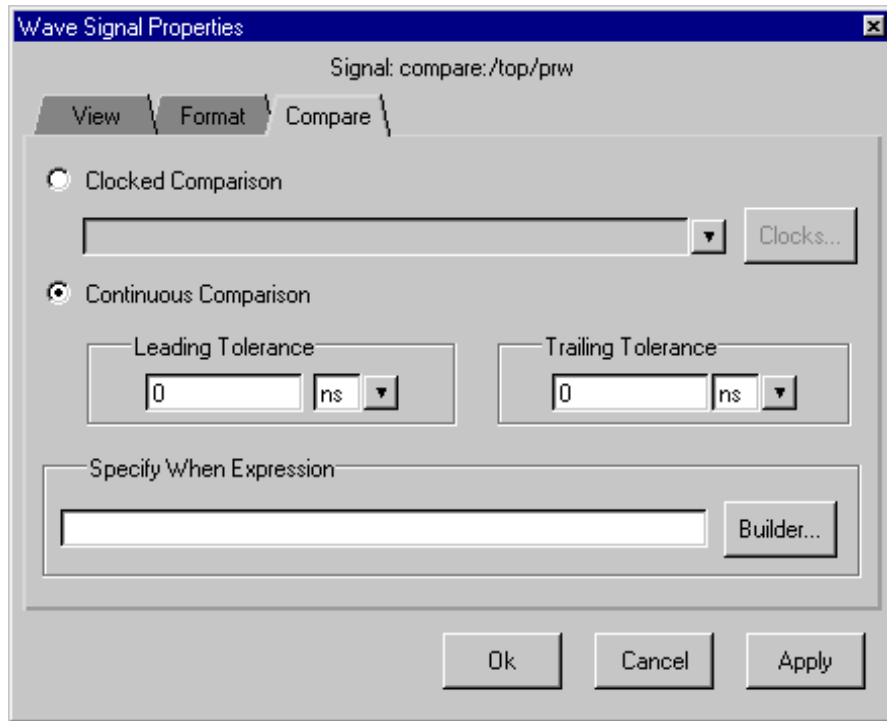 Wave Signal Properties
Signal: compare:/top/prw
View Format Compare
Clocked Comparison
Clocks...
Continuous Comparison
Leading Tolerance Trailing Tolerance
0 ns 0 ns
Specify When Expression
Builder...
Ok Cancel Apply